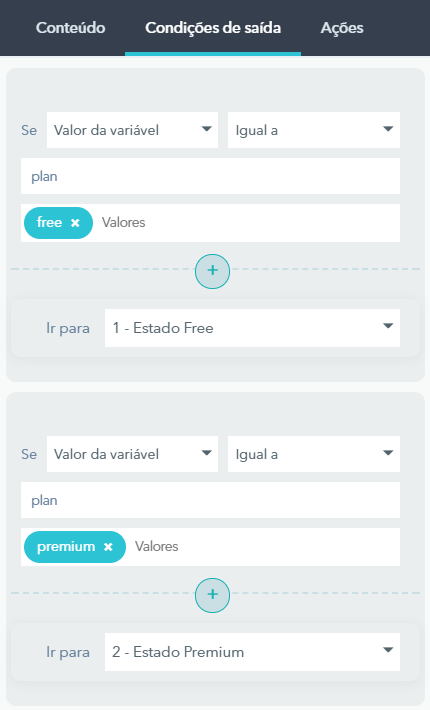 Conteúdo Condições de saída Ações
Se Valor da variável Igual a
plan
free × Valores
+
Ir para 1 - Estado Free
Se Valor da variável Igual a
plan
premium × Valores
+
Ir para 2 - Estado Premium